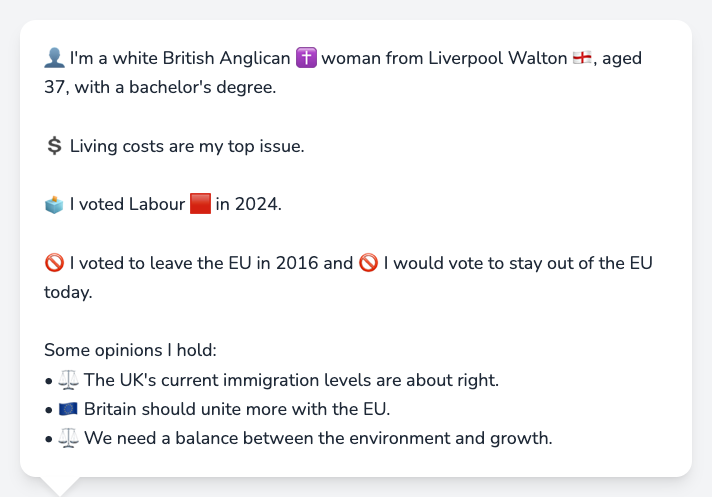 👤 I'm a white British Anglican ✝️ woman from Liverpool Walton 🏴󠁧󠁢󠁥󠁮󠁧󠁿, aged
37, with a bachelor's degree.
💲 Living costs are my top issue.
🗳️ I voted Labour 🟥 in 2024.
🚫 I voted to leave the EU in 2016 and 🚫 I would vote to stay out of the EU
today.
Some opinions I hold:
• ⚖️ The UK's current immigration levels are about right.
• 🇪🇺 Britain should unite more with the EU.
• ⚖️ We need a balance between the environment and growth.